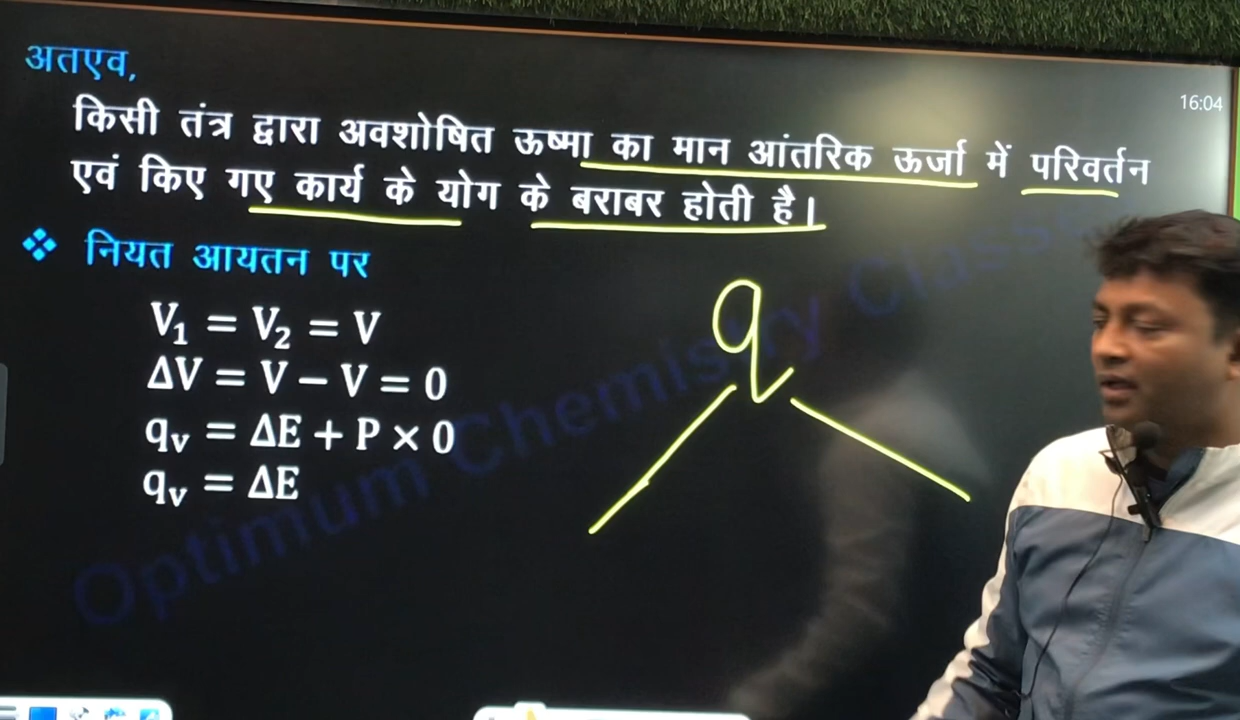 अतएव,
16:04
किसी तंत्र द्वारा अवशोषित ऊष्मा का मान आंतरिक ऊर्जा में परिवर्तन
एवं किए गए कार्य के योग के बराबर होती है।
❖ नियत आयतन पर
V₁ = V₂ = V
ΔV = V − V = 0
qᵥ = ΔE + P × 0
qᵥ = ΔE
q
Optimum Chemistry Classes